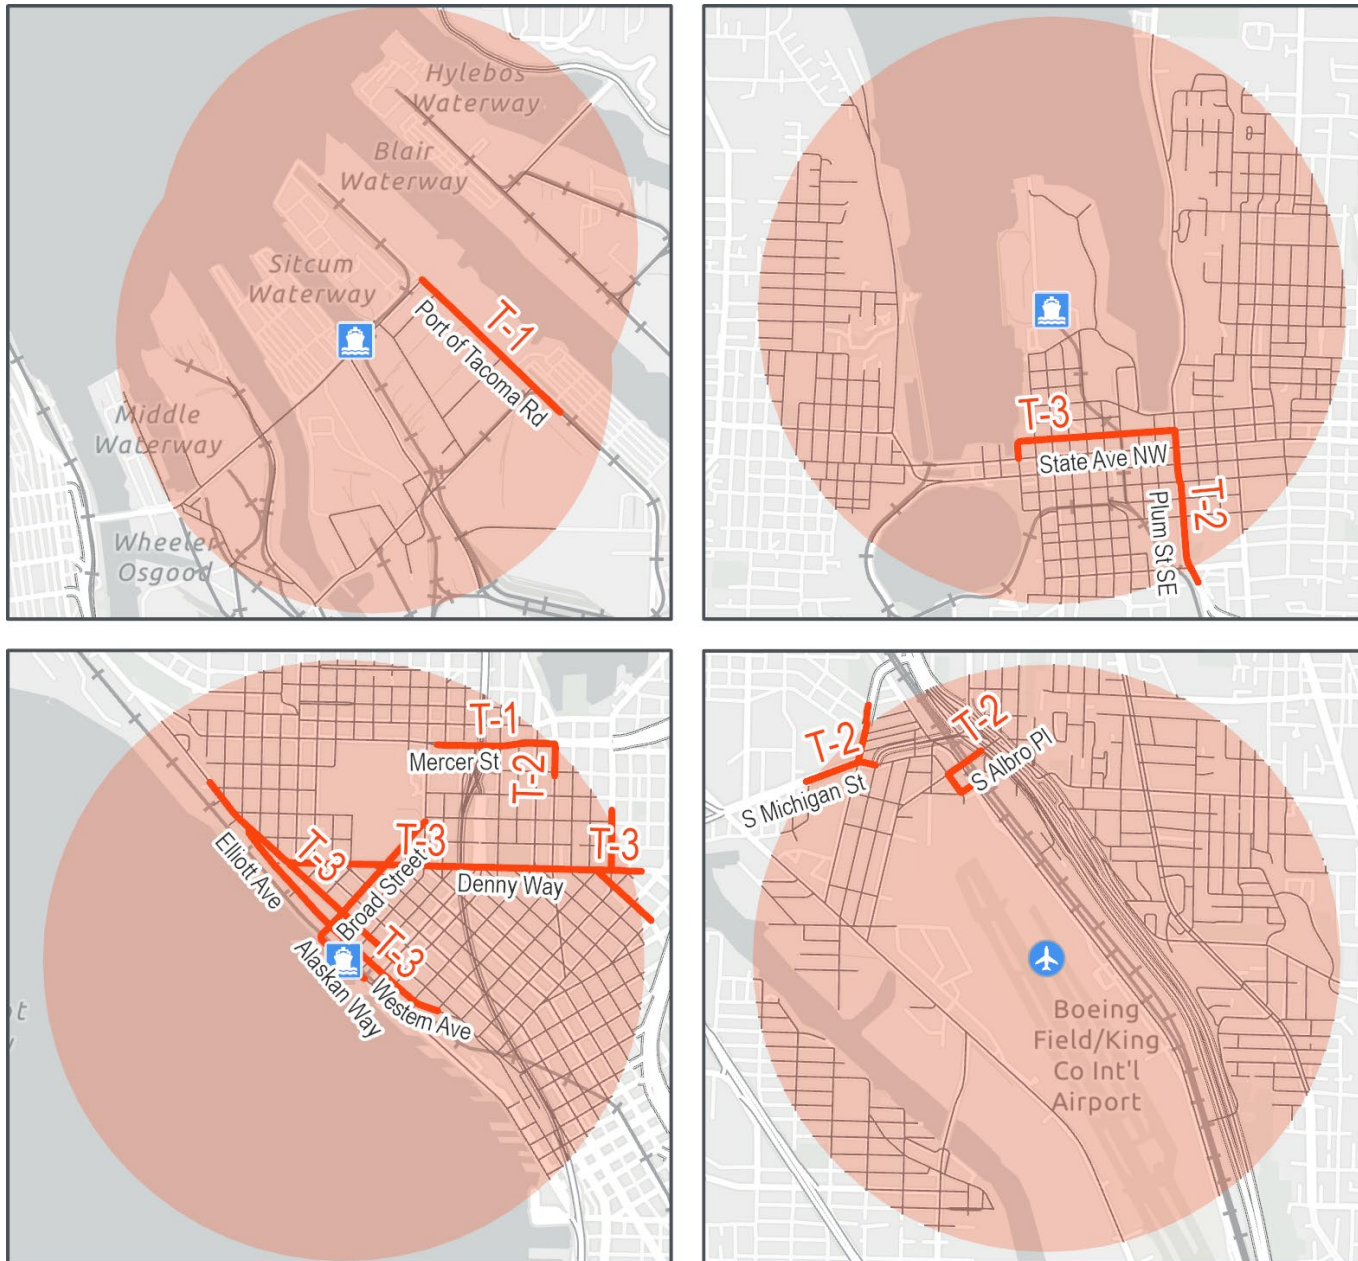 Hylebos
Waterway
Blair
Waterway
Sitcum
Waterway
T-1
Port of Tacoma Rd
Middle
Waterway
Wheeler
Osgood
T-3
State Ave NW
T-2
Plum St SE
T-1
Mercer St
T-2
T-3
T-3
T-3
Elliott Ave
Broad Street
Denny Way
T-3
Alaskan Way
Western Ave
T-2
T-2
S Albro Pl
S Michigan St
Boeing
Field/King
Co Int'l
Airport